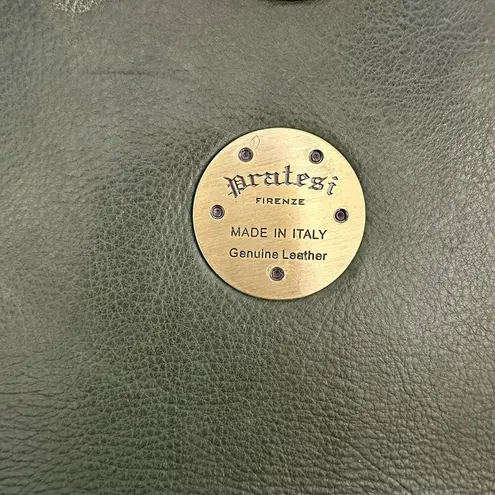 Pratesi
FIRENZE
MADE IN ITALY
Genuine Leather